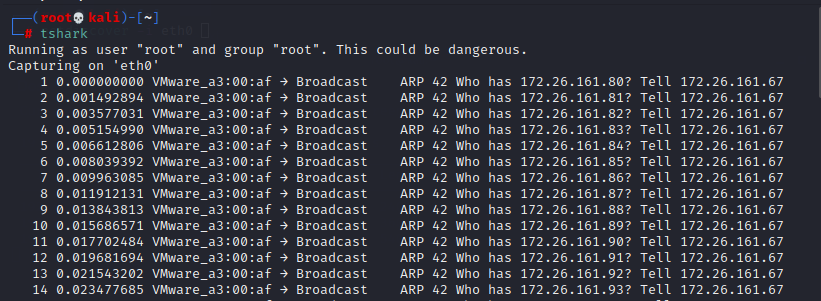 (root💀kali)-[~]
# tshark
Running as user "root" and group "root". This could be dangerous.
Capturing on 'eth0'
1 0.000000000 VMware_a3:00:af → Broadcast    ARP 42 Who has 172.26.161.80? Tell 172.26.161.67
2 0.001492894 VMware_a3:00:af → Broadcast    ARP 42 Who has 172.26.161.81? Tell 172.26.161.67
3 0.003577031 VMware_a3:00:af → Broadcast    ARP 42 Who has 172.26.161.82? Tell 172.26.161.67
4 0.005154990 VMware_a3:00:af → Broadcast    ARP 42 Who has 172.26.161.83? Tell 172.26.161.67
5 0.006612806 VMware_a3:00:af → Broadcast    ARP 42 Who has 172.26.161.84? Tell 172.26.161.67
6 0.008039392 VMware_a3:00:af → Broadcast    ARP 42 Who has 172.26.161.85? Tell 172.26.161.67
7 0.009963085 VMware_a3:00:af → Broadcast    ARP 42 Who has 172.26.161.86? Tell 172.26.161.67
8 0.011912131 VMware_a3:00:af → Broadcast    ARP 42 Who has 172.26.161.87? Tell 172.26.161.67
9 0.013843813 VMware_a3:00:af → Broadcast    ARP 42 Who has 172.26.161.88? Tell 172.26.161.67
10 0.015686571 VMware_a3:00:af → Broadcast    ARP 42 Who has 172.26.161.89? Tell 172.26.161.67
11 0.017702484 VMware_a3:00:af → Broadcast    ARP 42 Who has 172.26.161.90? Tell 172.26.161.67
12 0.019681694 VMware_a3:00:af → Broadcast    ARP 42 Who has 172.26.161.91? Tell 172.26.161.67
13 0.021543202 VMware_a3:00:af → Broadcast    ARP 42 Who has 172.26.161.92? Tell 172.26.161.67
14 0.023477685 VMware_a3:00:af → Broadcast    ARP 42 Who has 172.26.161.93? Tell 172.26.161.67